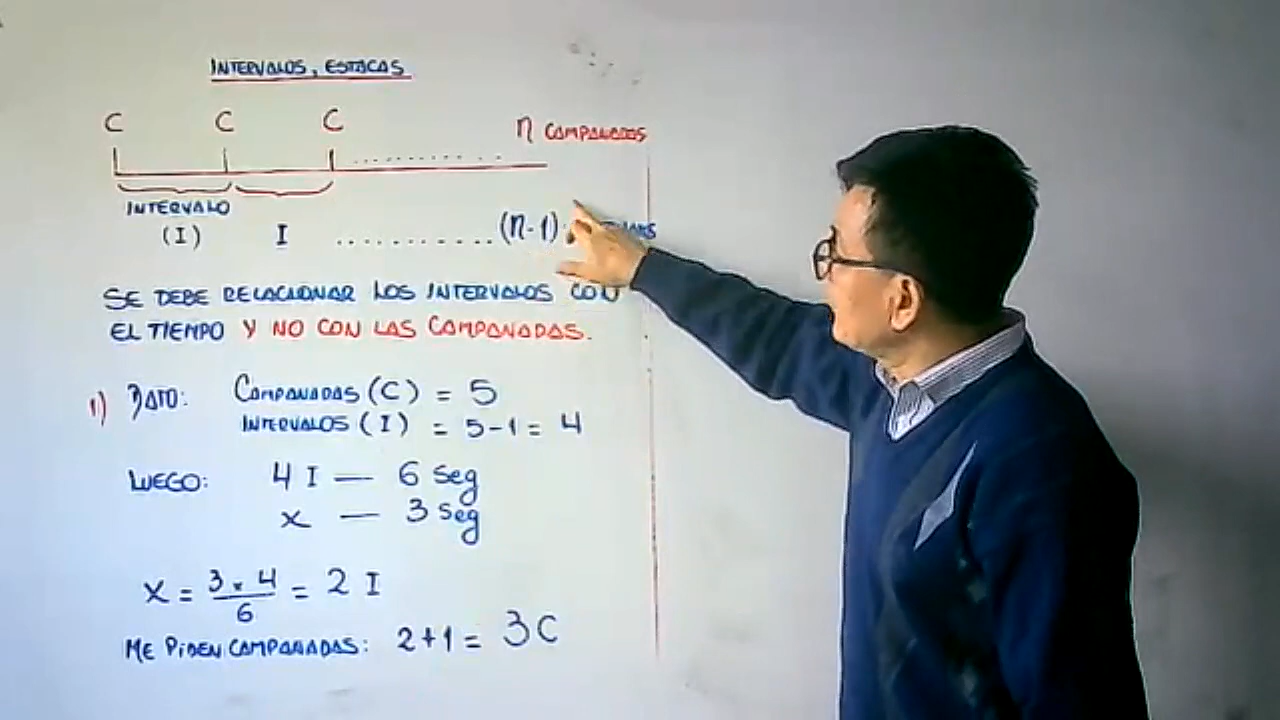 INTERVALOS, ESTACAS
C C C n CAMPANADAS
INTERVALO
(I) I ........... (n-1)
SE DEBE RELACIONAR LOS INTERVALOS CON
EL TIEMPO Y NO CON LAS CAMPANADAS.
1) DATO: CAMPANADAS (C) = 5
INTERVALOS (I) = 5-1 = 4
LUEGO: 4 I — 6 Seg
x — 3 Seg
x = 3 × 4 / 6 = 2 I
ME PIDEN CAMPANADAS: 2+1 = 3C